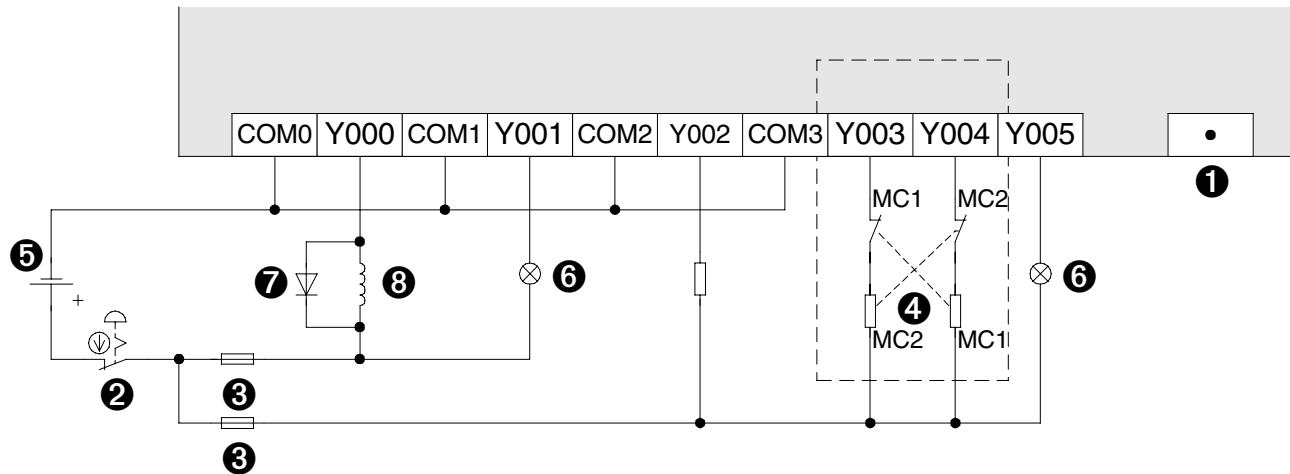 COM0 Y000 COM1 Y001 COM2 Y002 COM3 Y003 Y004 Y005
❶
MC1 MC2
❺ + ❼ ❽ ❻ ❹ ❻
MC2 MC1
❷ ❸
❸